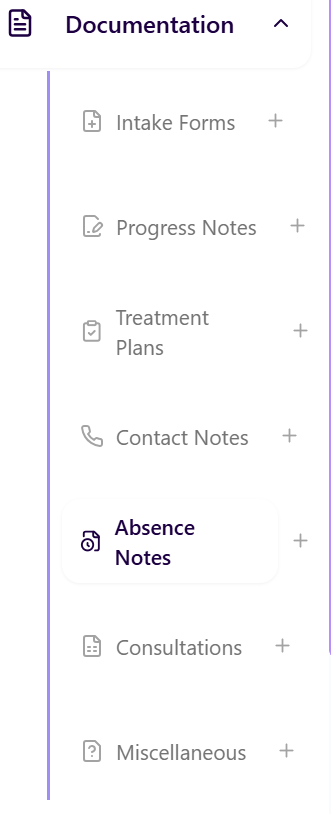 Documentation
Intake Forms
Progress Notes
Treatment
Plans
Contact Notes
Absence
Notes
Consultations
Miscellaneous